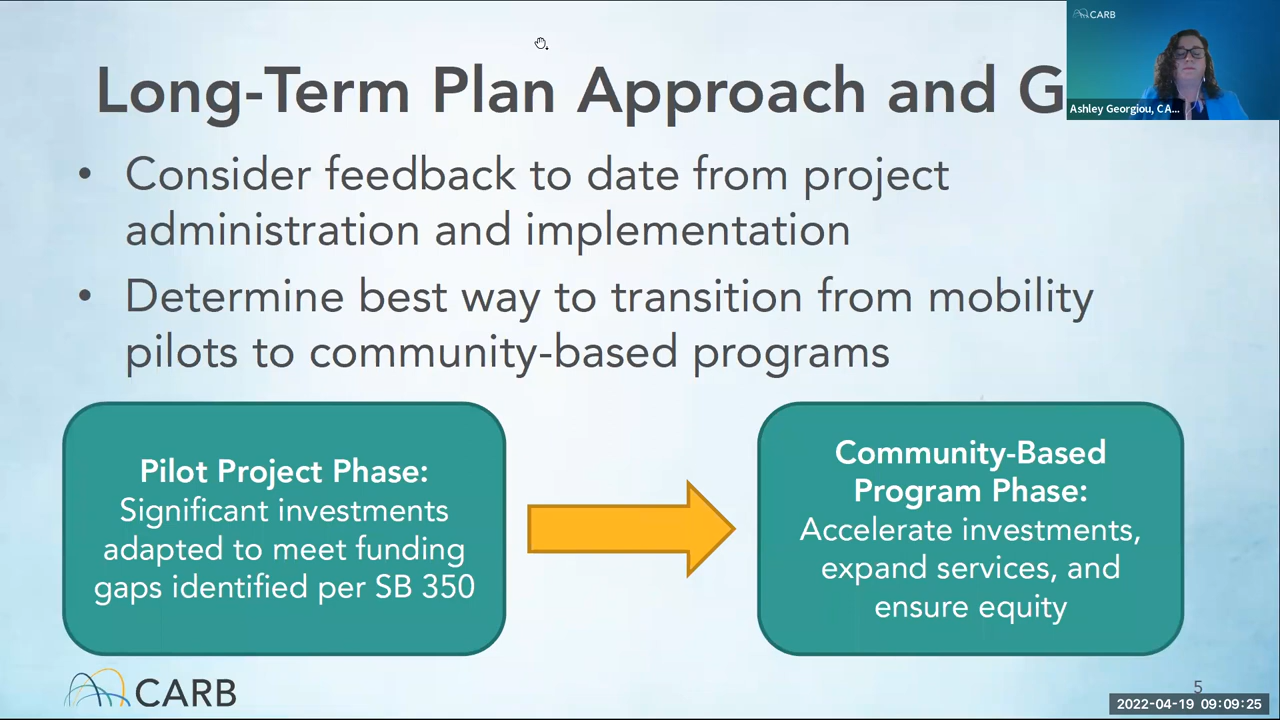 CARB
Long-Term Plan Approach and G
Ashley Georgiou, CA...
• Consider feedback to date from project
administration and implementation
• Determine best way to transition from mobility
pilots to community-based programs
Pilot Project Phase:
Significant investments
adapted to meet funding
gaps identified per SB 350
Community-Based
Program Phase:
Accelerate investments,
expand services, and
ensure equity
CARB
5
2022-04-19 09:09:25